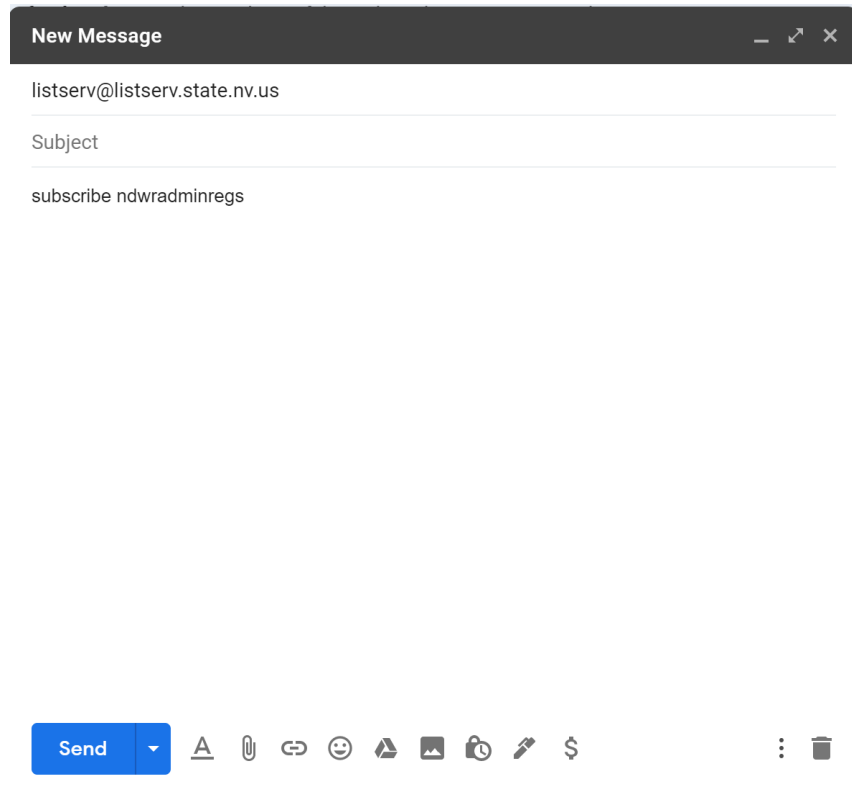 New Message
listserv@listserv.state.nv.us
Subject
subscribe ndwradminregs
Send